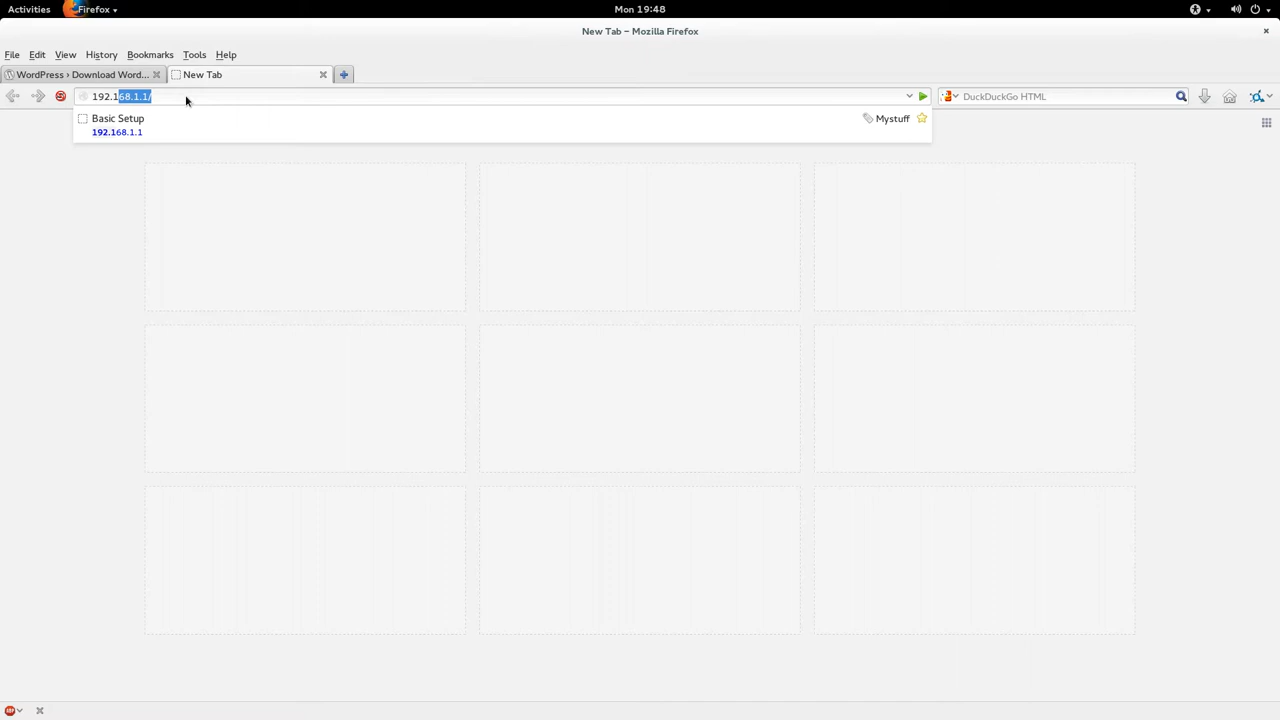 Activities Firefox Mon 19:48
New Tab - Mozilla Firefox
File Edit View History Bookmarks Tools Help
WordPress › Download Word... New Tab
192.168.1.1/ DuckDuckGo HTML
Basic Setup Mystuff
192.168.1.1
ABP